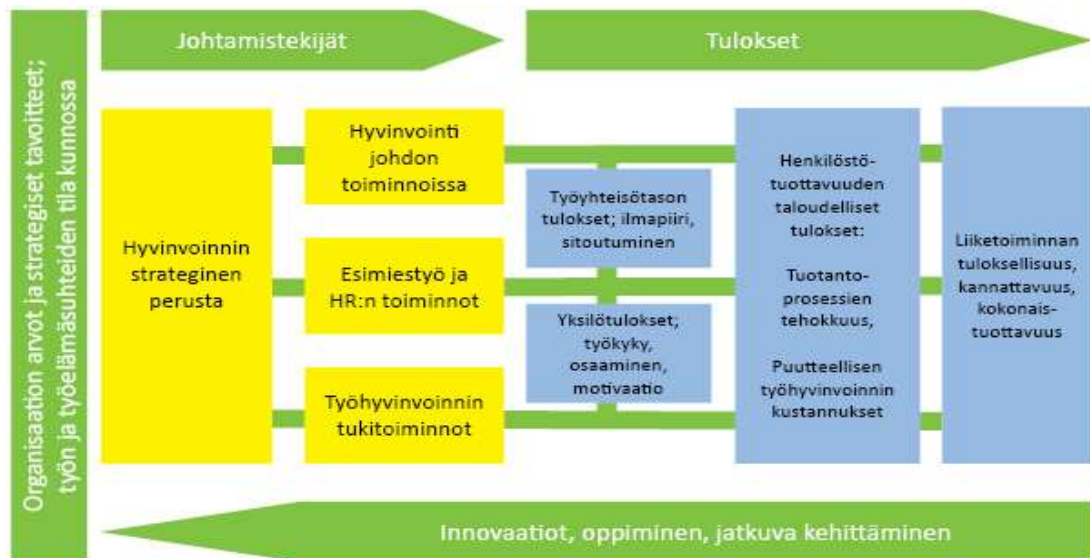 Organisaation arvot ja strategiset tavoitteet;
työn ja työelämäsuhteiden tila kunnossa
Johtamistekijät
Tulokset
Hyvinvoinnin
strateginen
perusta
Hyvinvointi
johdon
toiminnoissa
Esimiestyö ja
HR:n toiminnot
Työhyvinvoinnin
tukitoiminnot
Työyhteisötason
tulokset; ilmapiiri,
sitoutuminen
Yksilötulokset;
työkyky,
osaaminen,
motivaatio
Henkilöstö-
tuottavuuden
taloudelliset
tulokset:
Tuotanto-
prosessien
tehokkuus,
Puutteellisen
työhyvinvoinnin
kustannukset
Liiketoiminnan
tuloksellisuus,
kannattavuus,
kokonais-
tuottavuus
Innovaatiot, oppiminen, jatkuva kehittäminen